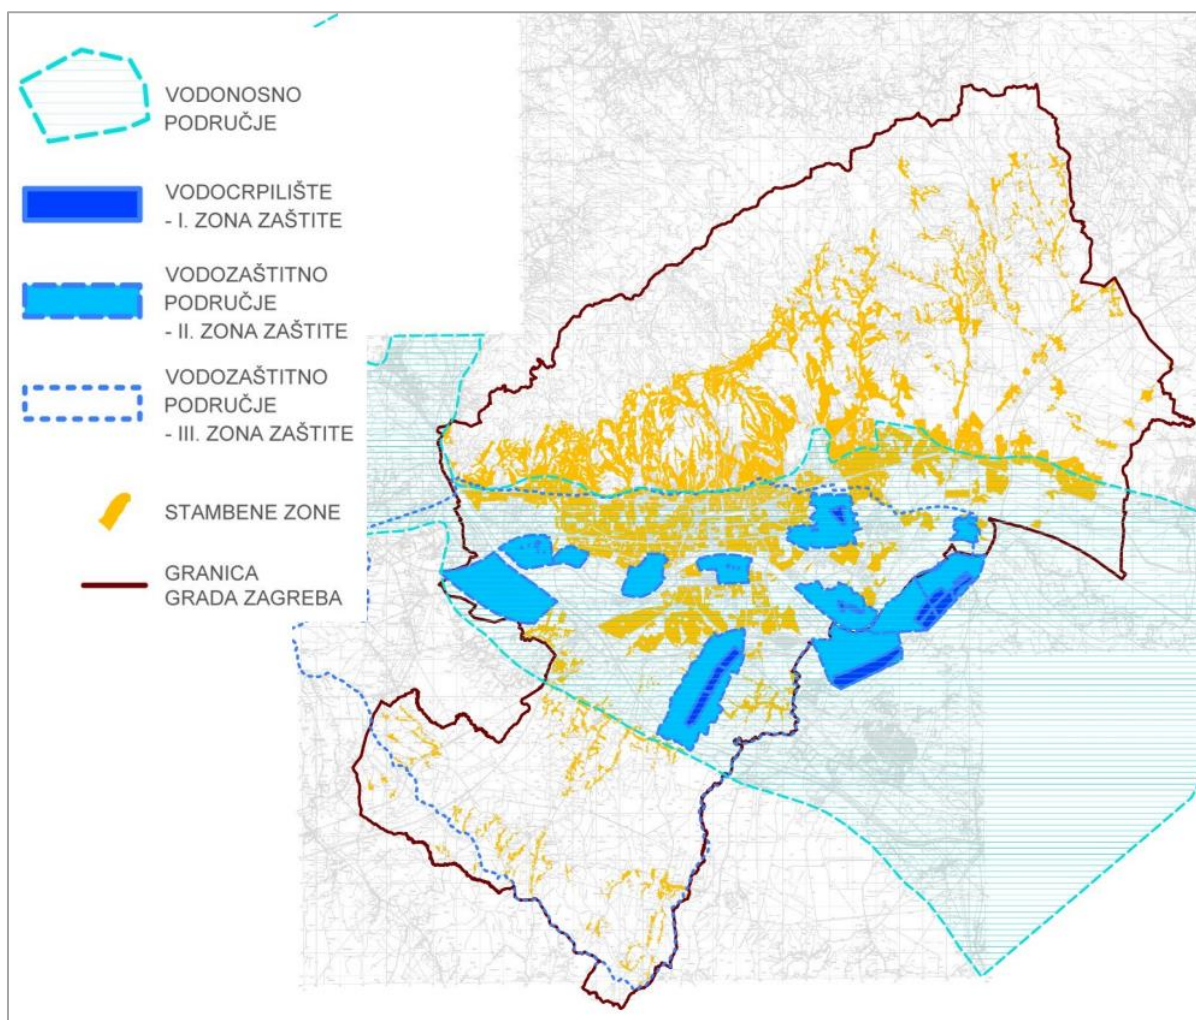 VODONOSNO
PODRUČJE
VODOCRPILIŠTE
- I. ZONA ZAŠTITE
VODOZAŠTITNO
PODRUČJE
- II. ZONA ZAŠTITE
VODOZAŠTITNO
PODRUČJE
- III. ZONA ZAŠTITE
STAMBENE ZONE
GRANICA
GRADA ZAGREBA